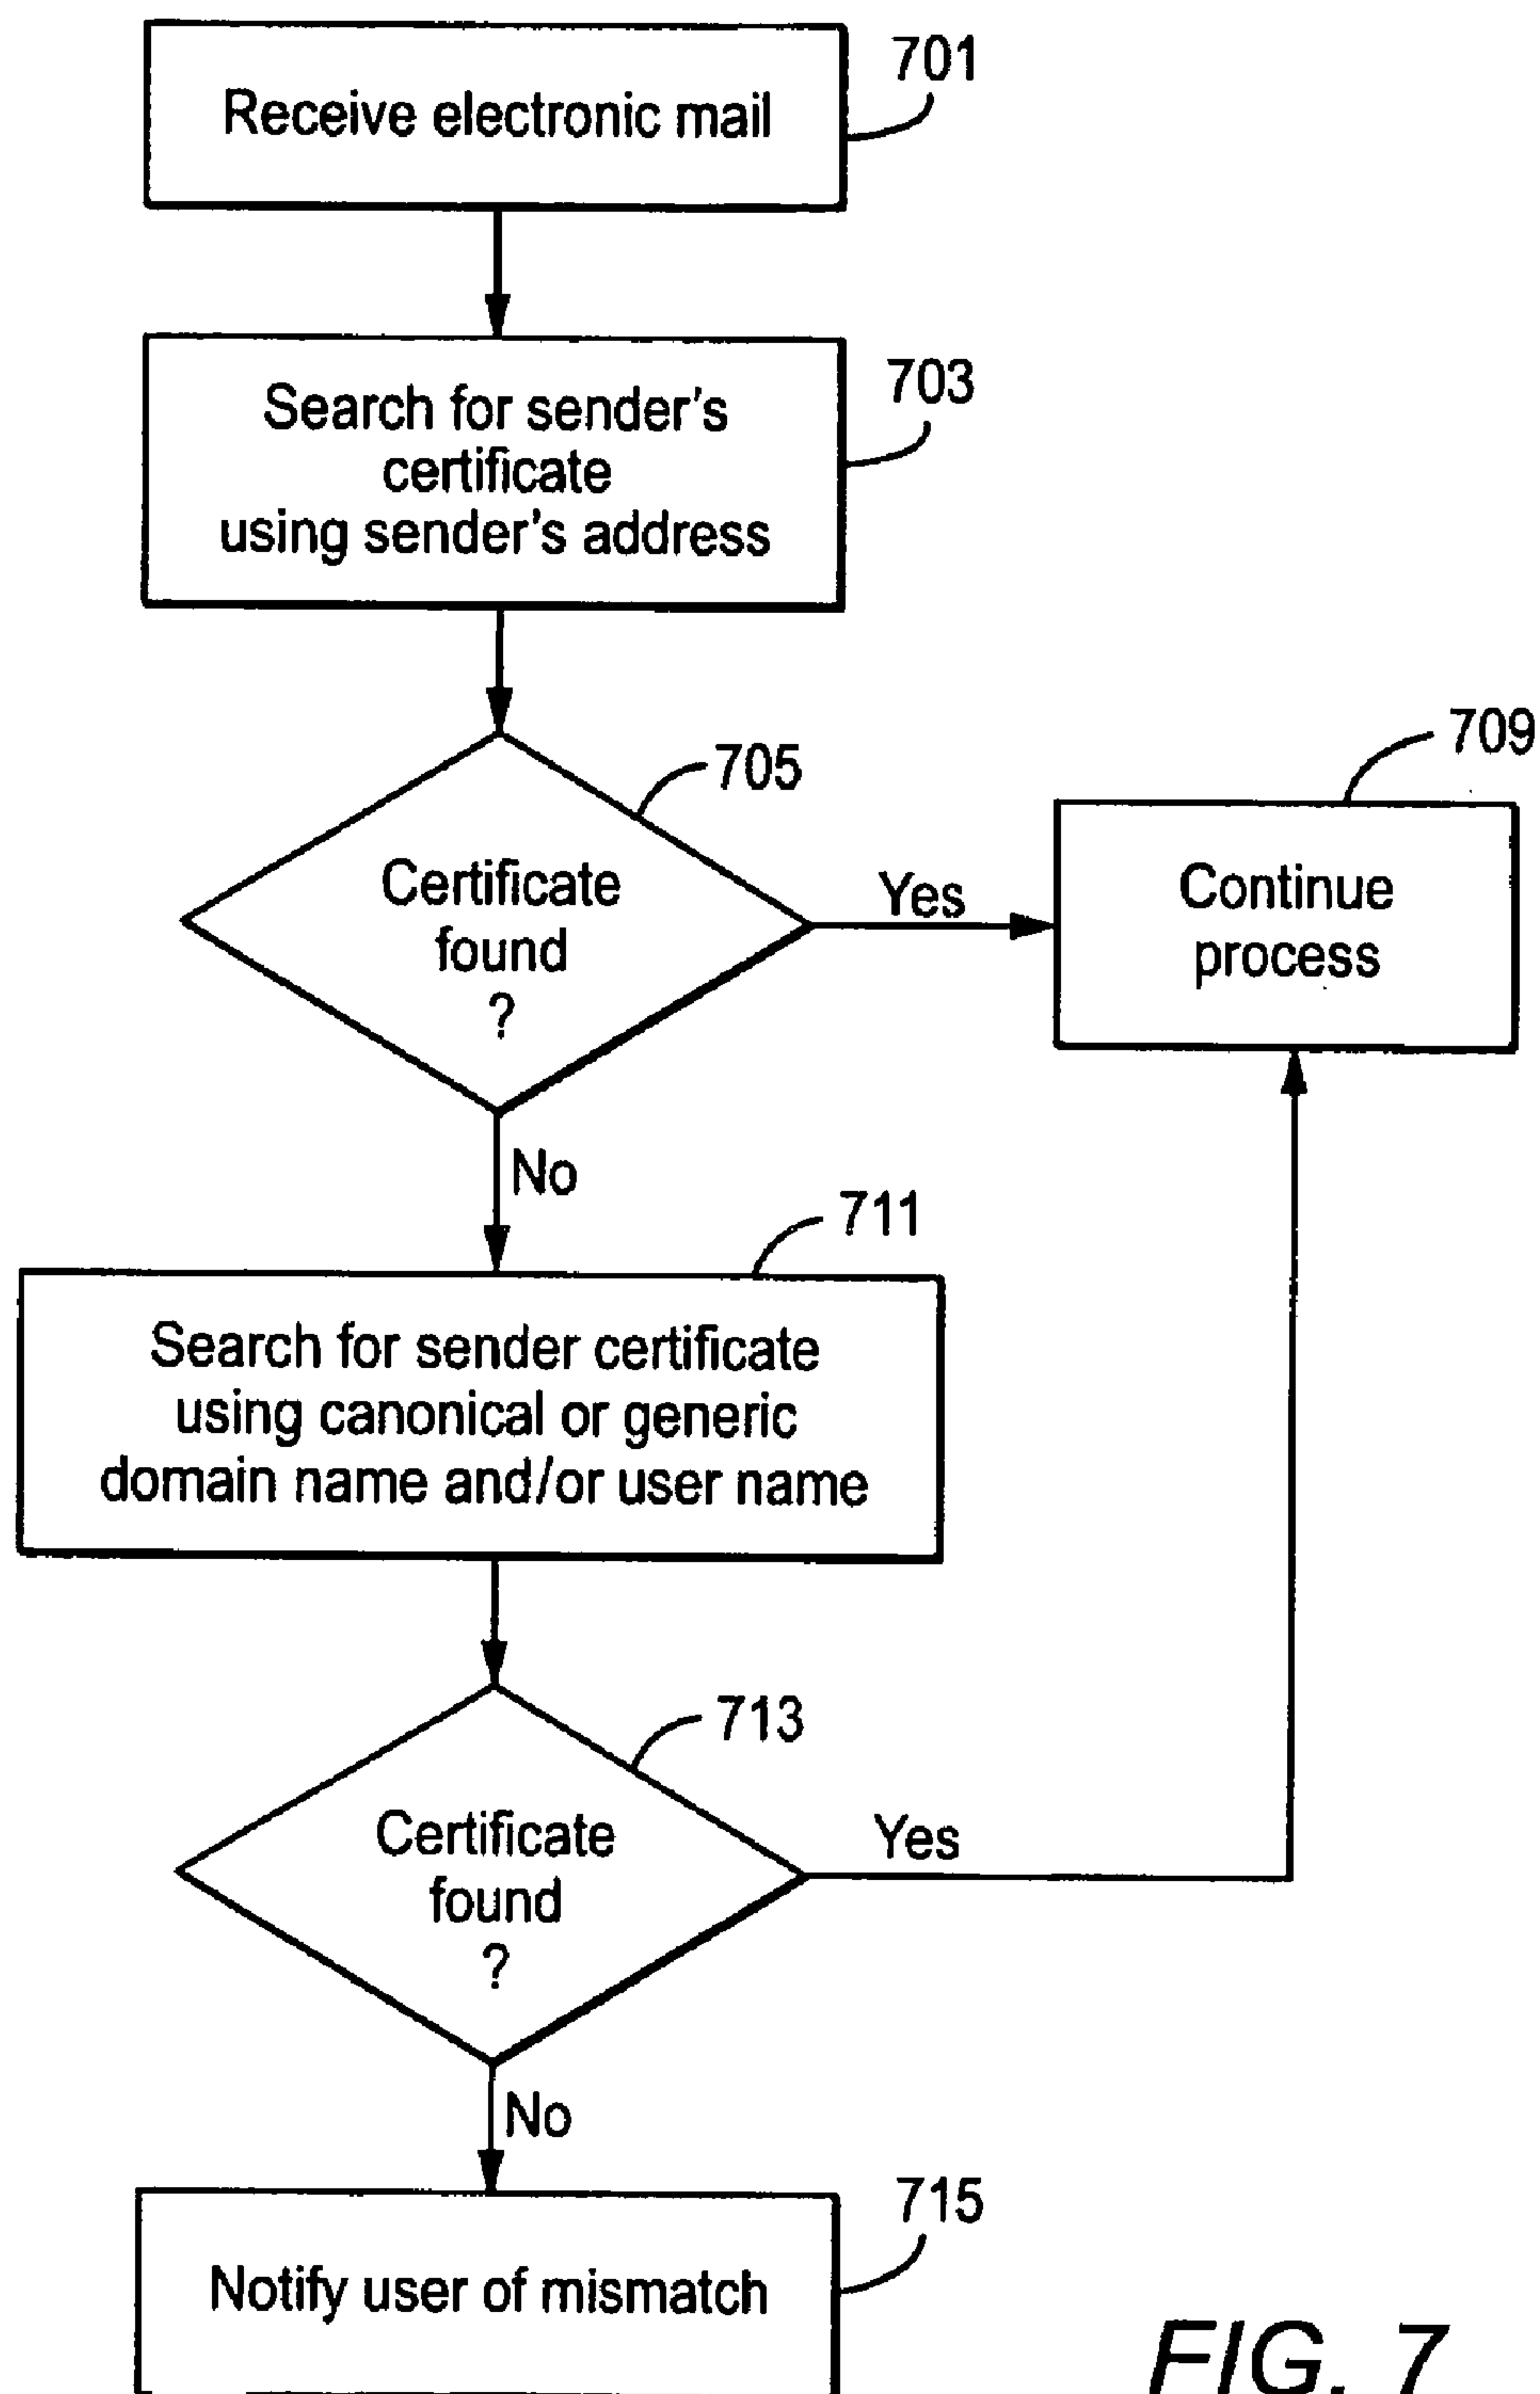 701
Receive electronic mail
703
Search for sender's
certificate
using sender's address
705
709
Certificate
found
?
Yes
Continue
process
No
711
Search for sender certificate
using canonical or generic
domain name and/or user name
713
Certificate
found
?
Yes
No
715
Notify user of mismatch
FIG. 7